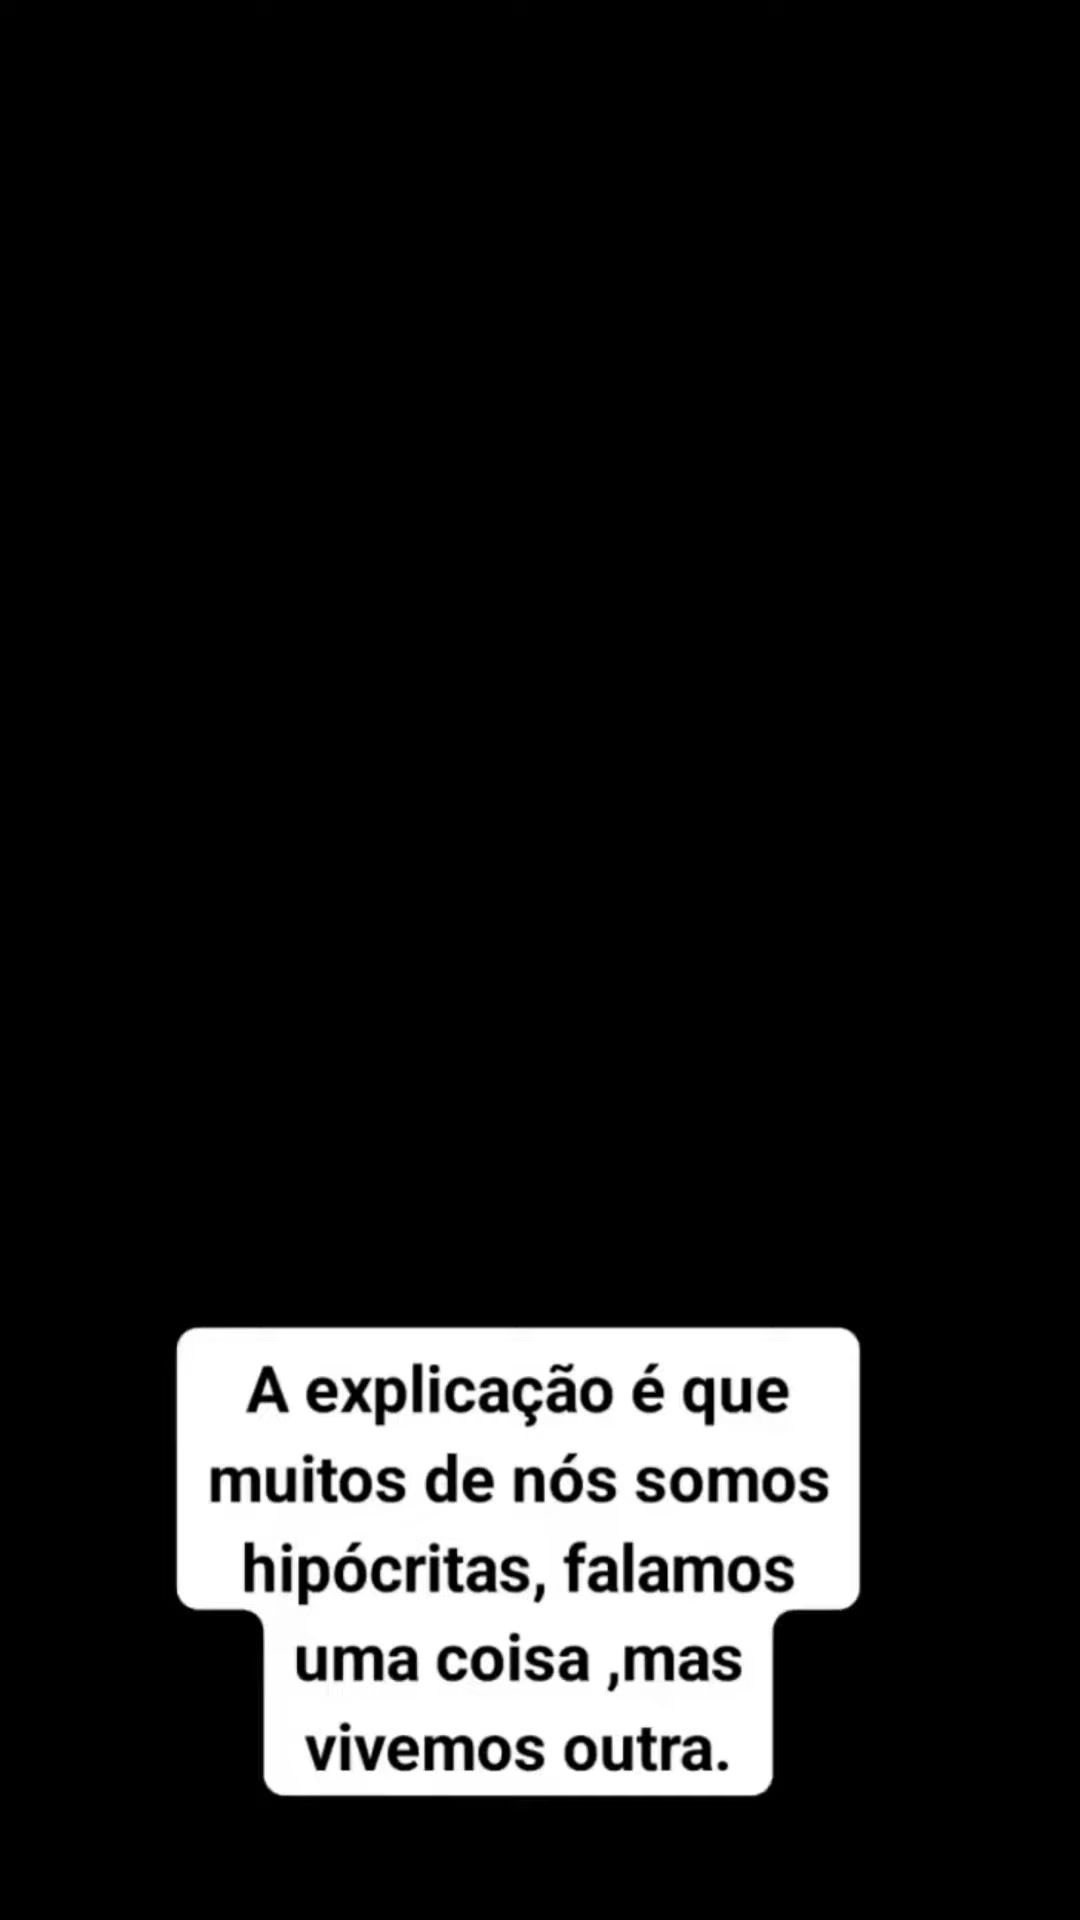 A explicação é que
muitos de nós somos
hipócritas, falamos
uma coisa ,mas
vivemos outra.